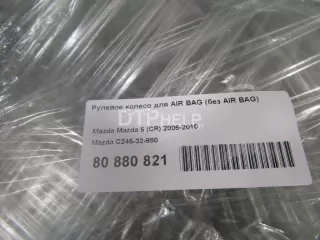 Рулевое колесо для AIR BAG (без AIR BAG)
DTPHELP
Mazda Mazda 5 (CR) 2005-2010
Mazda C245-32-980
80 880 821